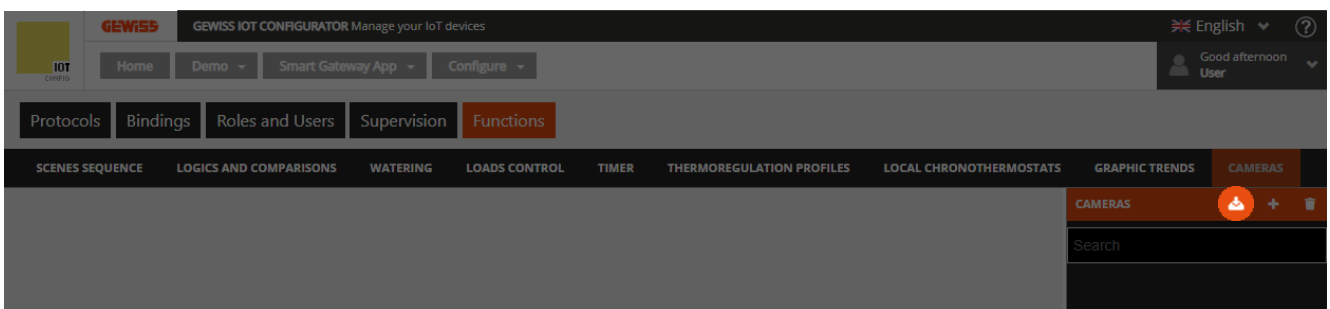 GEWISS GEWISS IOT CONFIGURATOR Manage your IoT devices English ?
IOT
CONFIG
Home Demo Smart Gateway App Configure Good afternoon
User
Protocols Bindings Roles and Users Supervision Functions
SCENES SEQUENCE LOGICS AND COMPARISONS WATERING LOADS CONTROL TIMER THERMOREGULATION PROFILES LOCAL CHRONOTHERMOSTATS GRAPHIC TRENDS CAMERAS
CAMERAS
Search